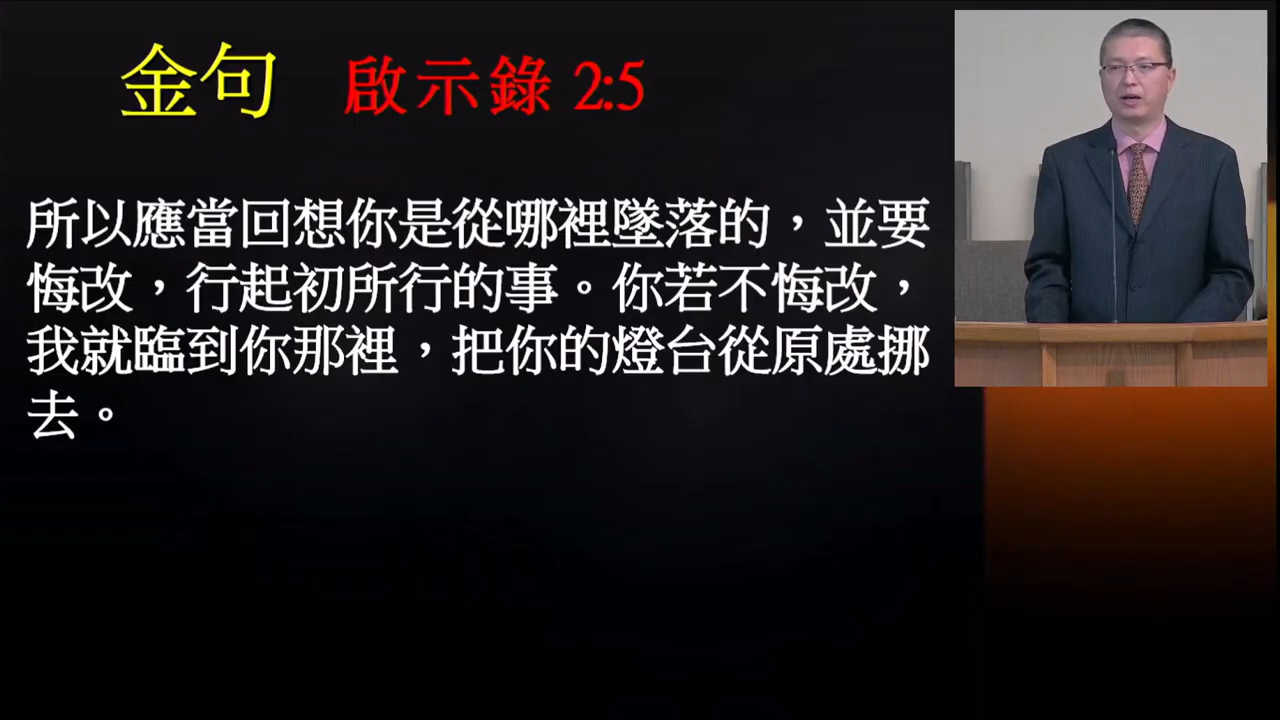 金句 啟示錄 2:5
所以應當回想你是從哪裡墜落的，並要
悔改，行起初所行的事。你若不悔改，
我就臨到你那裡，把你的燈台從原處挪
去。